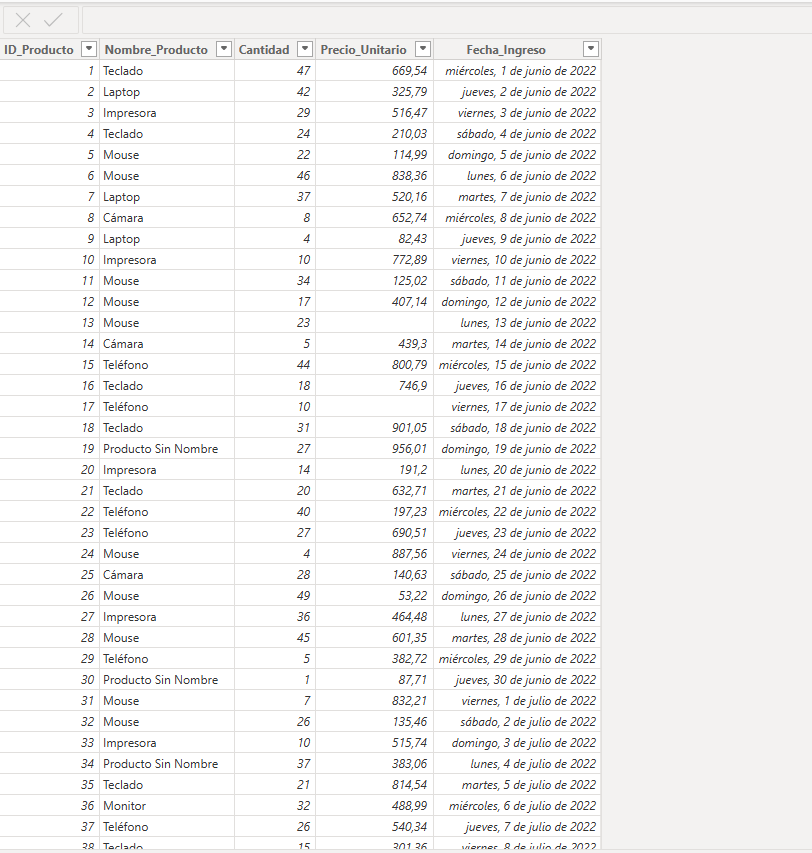 ID_Producto Nombre_Producto Cantidad Precio_Unitario Fecha_Ingreso
1 Teclado 47 669,54 miércoles, 1 de junio de 2022
2 Laptop 42 325,79 jueves, 2 de junio de 2022
3 Impresora 29 516,47 viernes, 3 de junio de 2022
4 Teclado 24 210,03 sábado, 4 de junio de 2022
5 Mouse 22 114,99 domingo, 5 de junio de 2022
6 Mouse 46 838,36 lunes, 6 de junio de 2022
7 Laptop 37 520,16 martes, 7 de junio de 2022
8 Cámara 8 652,74 miércoles, 8 de junio de 2022
9 Laptop 4 82,43 jueves, 9 de junio de 2022
10 Impresora 10 772,89 viernes, 10 de junio de 2022
11 Mouse 34 125,02 sábado, 11 de junio de 2022
12 Mouse 17 407,14 domingo, 12 de junio de 2022
13 Mouse 23 lunes, 13 de junio de 2022
14 Cámara 5 439,3 martes, 14 de junio de 2022
15 Teléfono 44 800,79 miércoles, 15 de junio de 2022
16 Teclado 18 746,9 jueves, 16 de junio de 2022
17 Teléfono 10 viernes, 17 de junio de 2022
18 Teclado 31 901,05 sábado, 18 de junio de 2022
19 Producto Sin Nombre 27 956,01 domingo, 19 de junio de 2022
20 Impresora 14 191,2 lunes, 20 de junio de 2022
21 Teclado 20 632,71 martes, 21 de junio de 2022
22 Teléfono 40 197,23 miércoles, 22 de junio de 2022
23 Teléfono 27 690,51 jueves, 23 de junio de 2022
24 Mouse 4 887,56 viernes, 24 de junio de 2022
25 Cámara 28 140,63 sábado, 25 de junio de 2022
26 Mouse 49 53,22 domingo, 26 de junio de 2022
27 Impresora 36 464,48 lunes, 27 de junio de 2022
28 Mouse 45 601,35 martes, 28 de junio de 2022
29 Teléfono 5 382,72 miércoles, 29 de junio de 2022
30 Producto Sin Nombre 1 87,71 jueves, 30 de junio de 2022
31 Mouse 7 832,21 viernes, 1 de julio de 2022
32 Mouse 26 135,46 sábado, 2 de julio de 2022
33 Impresora 10 515,74 domingo, 3 de julio de 2022
34 Producto Sin Nombre 37 383,06 lunes, 4 de julio de 2022
35 Teclado 21 814,54 martes, 5 de julio de 2022
36 Monitor 32 488,99 miércoles, 6 de julio de 2022
37 Teléfono 26 540,34 jueves, 7 de julio de 2022
38 Teclado 15 301,36 viernes, 8 de julio de 2022